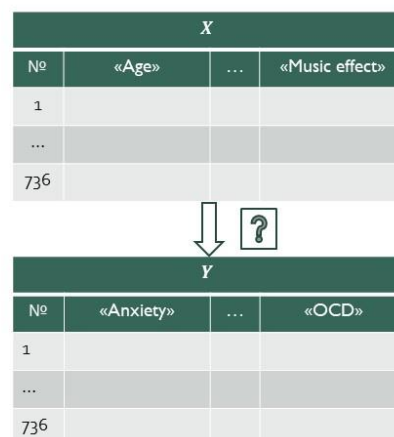 X
№ «Age» ... «Music effect»
1
...
736
?
Y
№ «Anxiety» ... «OCD»
1
...
736